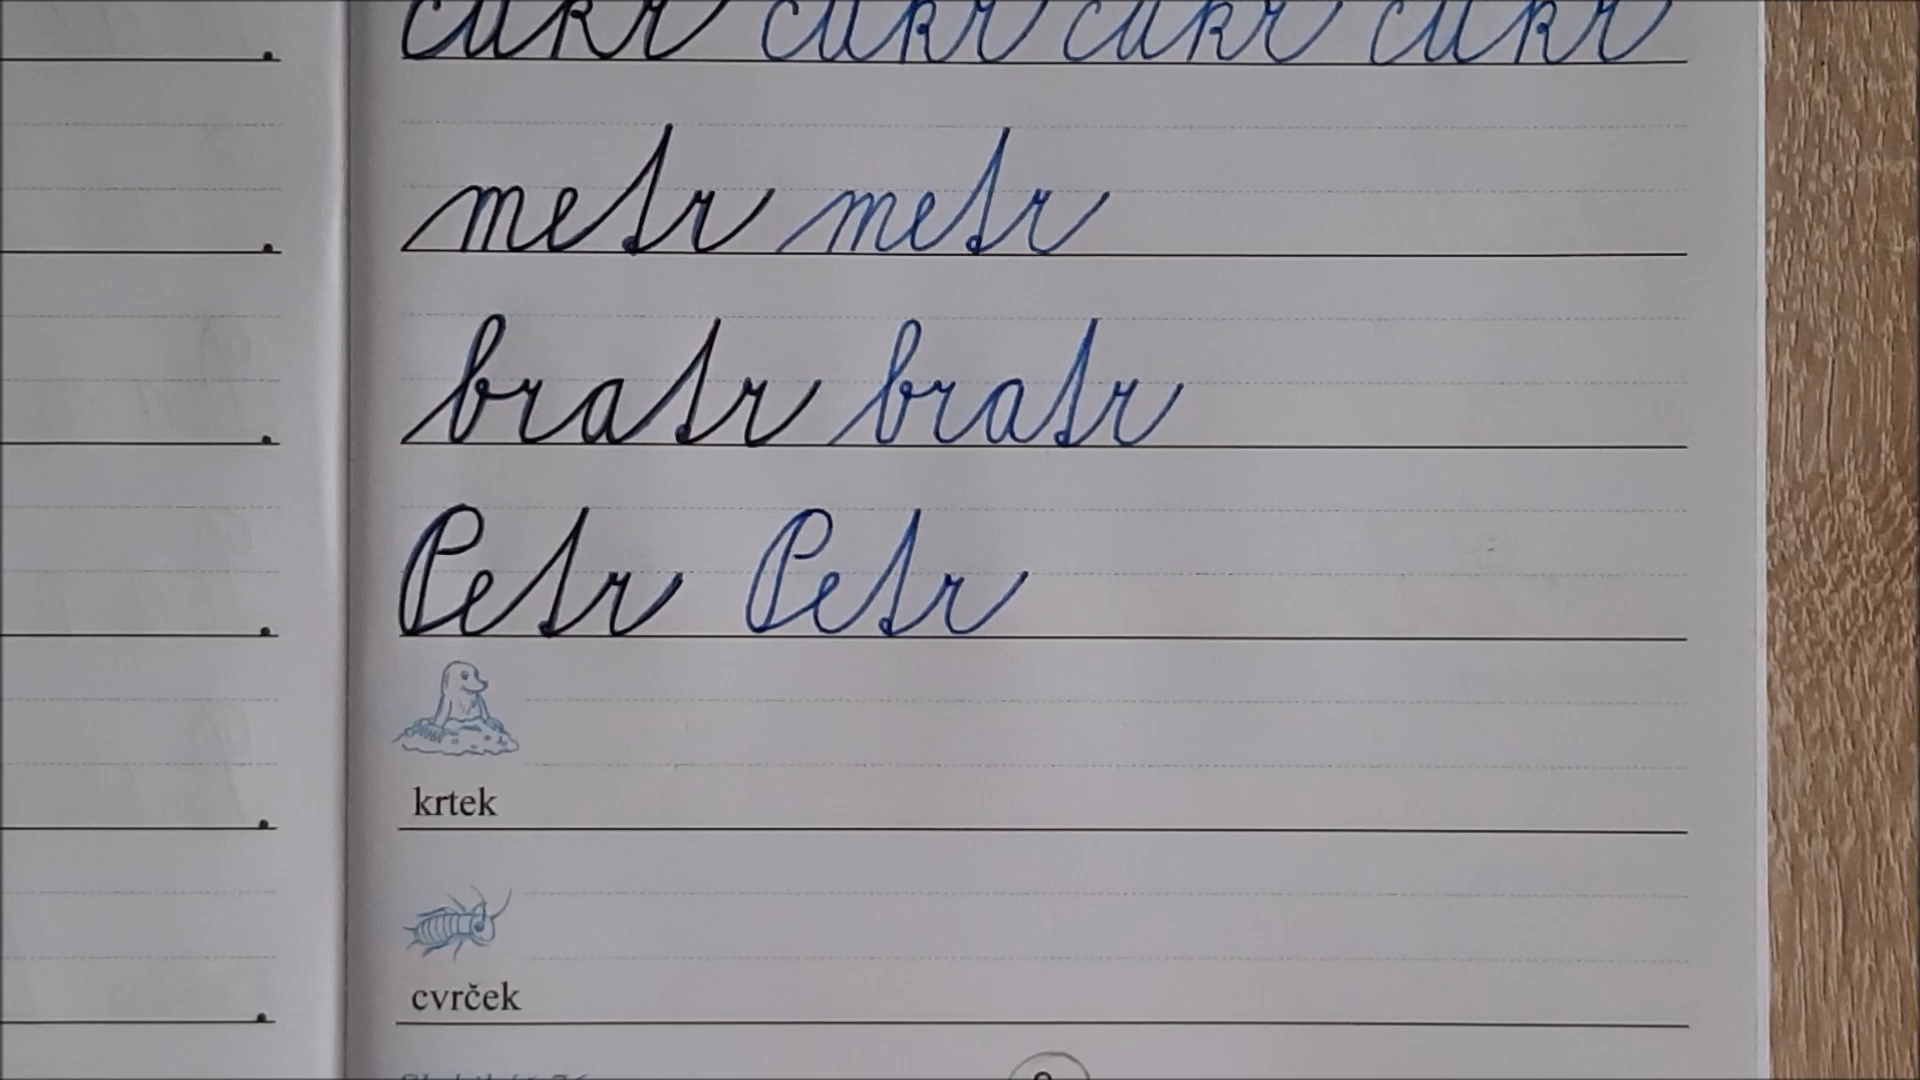 cukr cukr cukr cukr
metr metr
bratr bratr
Petr Petr
krtek
cvrček